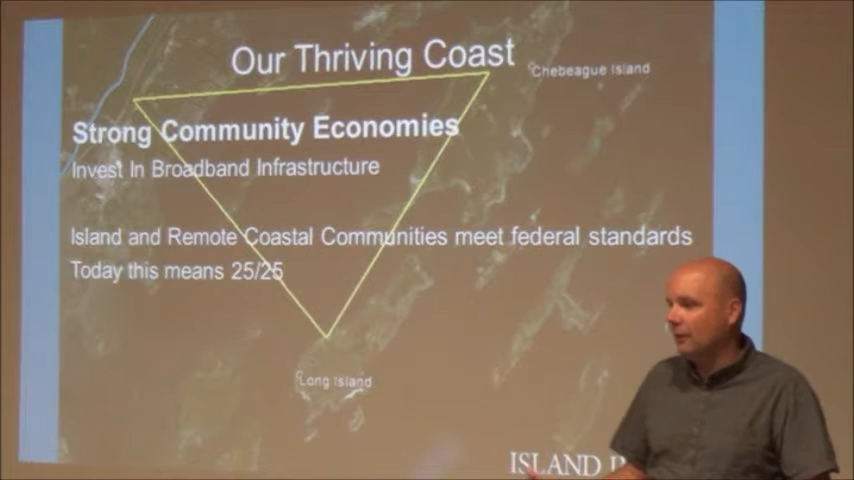 Our Thriving Coast
Chebeague Island
Strong Community Economies
Invest In Broadband Infrastructure
Island and Remote Coastal Communities meet federal standards
Today this means 25/25
Long Island
ISLAND